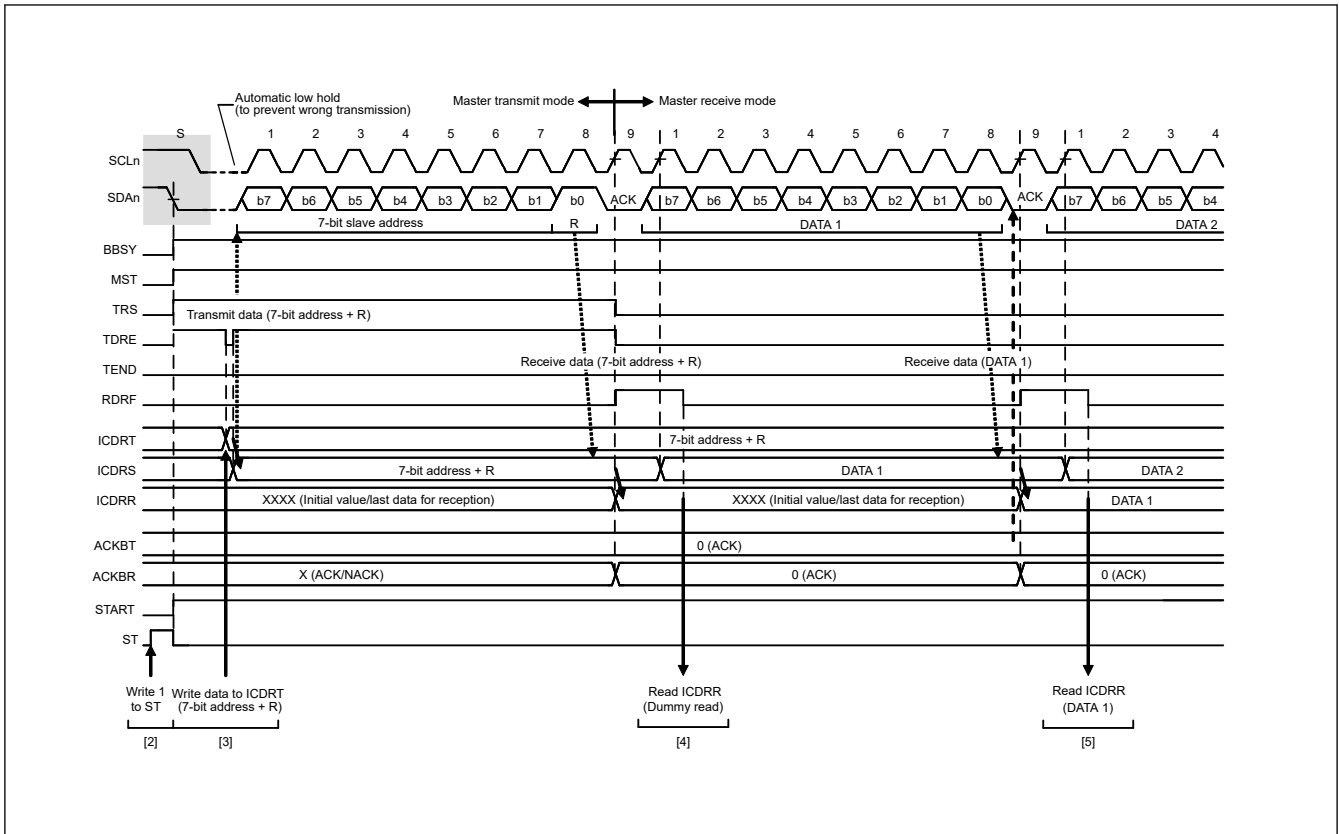 Automatic low hold
(to prevent wrong transmission)
Master transmit mode
Master receive mode
S 1 2 3 4 5 6 7 8 9 1 2 3 4 5 6 7 8 9 1 2 3 4
SCLn
SDAn b7 b6 b5 b4 b3 b2 b1 b0 ACK b7 b6 b5 b4 b3 b2 b1 b0 ACK b7 b6 b5 b4
7-bit slave address R DATA 1 DATA 2
BBSY
MST
TRS
Transmit data (7-bit address + R)
TDRE
Receive data (7-bit address + R) Receive data (DATA 1)
TEND
RDRF
ICDRT 7-bit address + R
ICDRS 7-bit address + R DATA 1 DATA 2
ICDRR XXXX (Initial value/last data for reception) XXXX (Initial value/last data for reception) DATA 1
ACKBT 0 (ACK)
ACKBR X (ACK/NACK) 0 (ACK) 0 (ACK)
START
ST
Write 1
to ST
Write data to ICDRT
(7-bit address + R)
Read ICDRR
(Dummy read)
Read ICDRR
(DATA 1)
[2] [3] [4] [5]